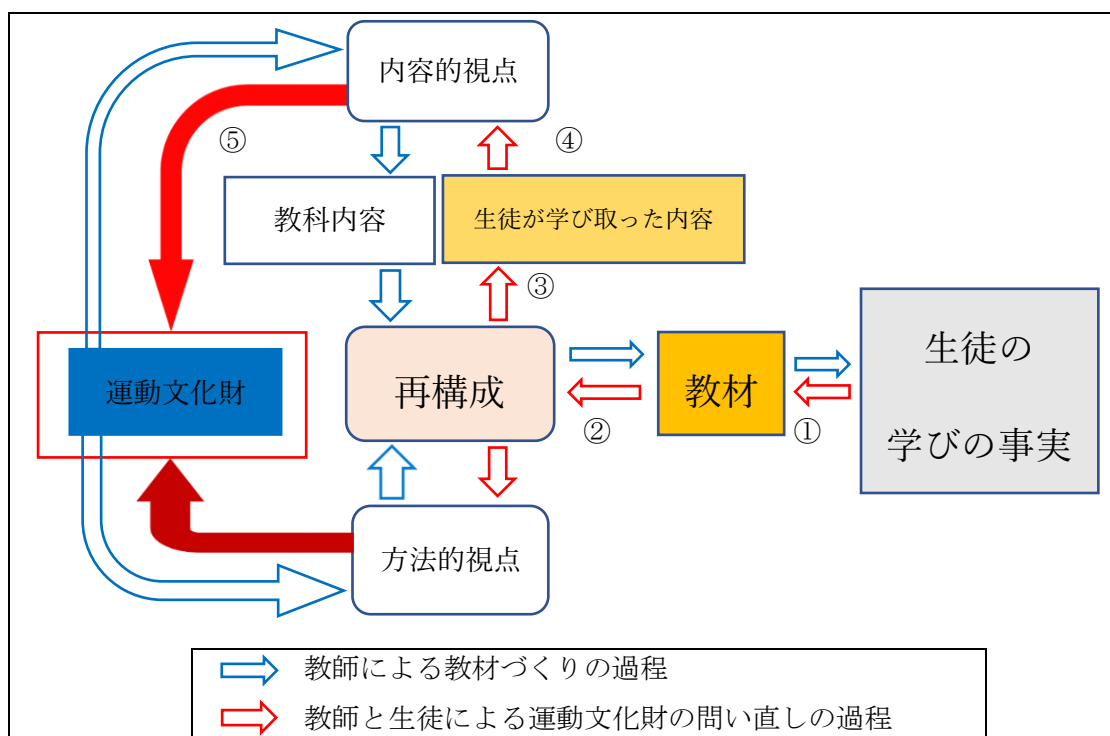 内容的視点
⑤
④
教科内容
生徒が学び取った内容
③
運動文化財
再構成
教材
生徒の
学びの事実
②
①
方法的視点
教師による教材づくりの過程
教師と生徒による運動文化財の問い直しの過程